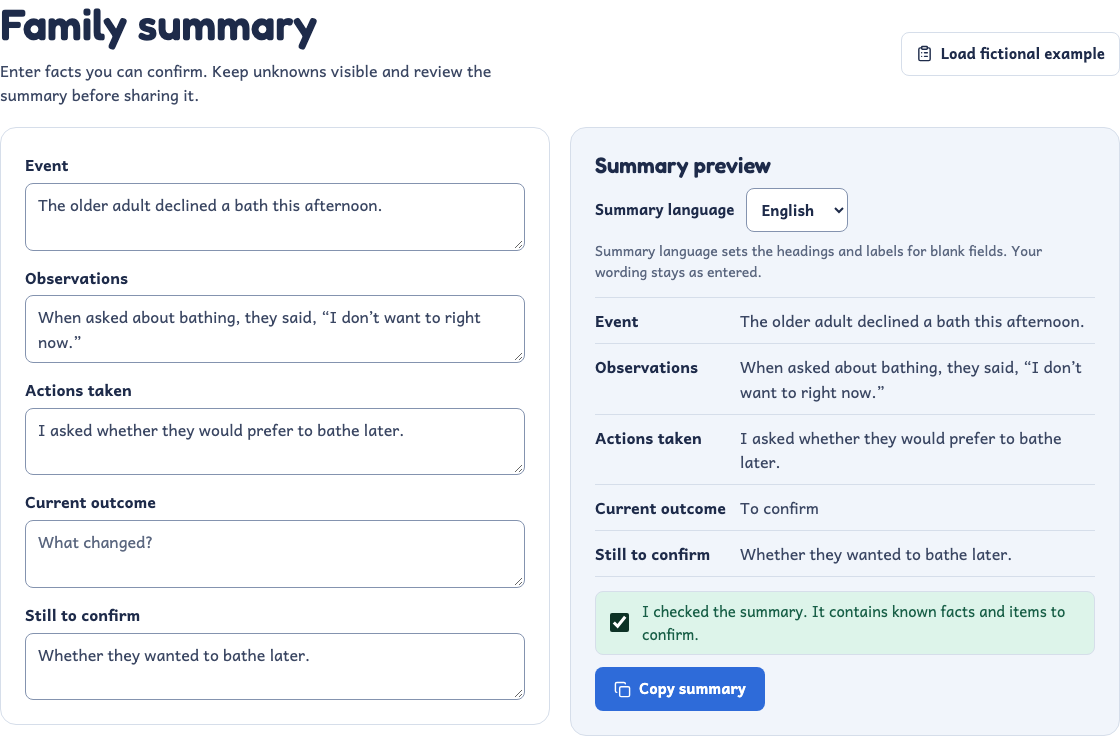 Family summary
Enter facts you can confirm. Keep unknowns visible and review the
summary before sharing it.
Load fictional example
Event
The older adult declined a bath this afternoon.
Observations
When asked about bathing, they said, “I don’t want to right
now.”
Actions taken
I asked whether they would prefer to bathe later.
Current outcome
What changed?
Still to confirm
Whether they wanted to bathe later.
Summary preview
Summary language
English
Summary language sets the headings and labels for blank fields. Your
wording stays as entered.
Event The older adult declined a bath this afternoon.
Observations When asked about bathing, they said, “I don’t
want to right now.”
Actions taken I asked whether they would prefer to bathe
later.
Current outcome To confirm
Still to confirm Whether they wanted to bathe later.
I checked the summary. It contains known facts and items to
confirm.
Copy summary